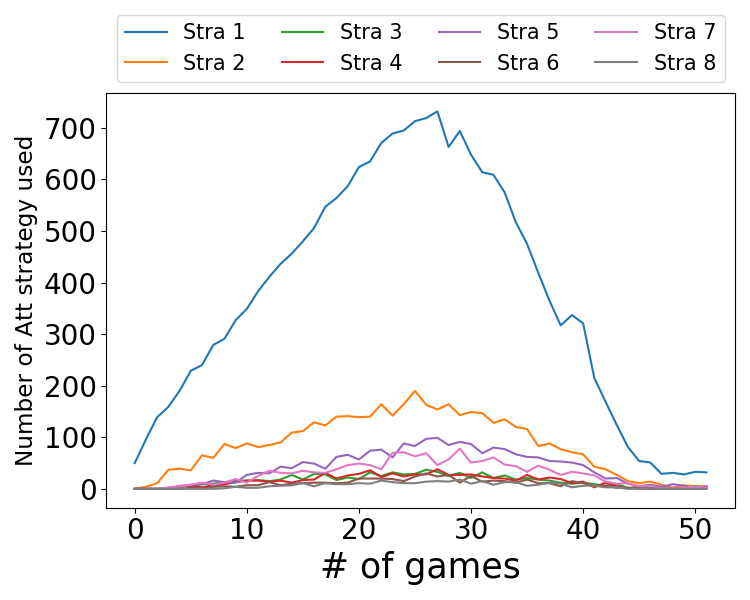 Stra 1 Stra 3 Stra 5 Stra 7
Stra 2 Stra 4 Stra 6 Stra 8
Number of Att strategy used
700
600
500
400
300
200
100
0
0 10 20 30 40 50
# of games